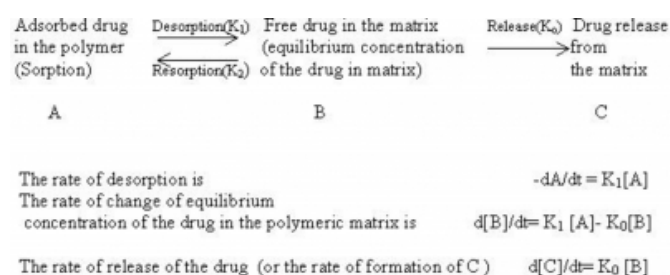 Adsorbed drug Desorption(K₁) Free drug in the matrix Release(K₀) Drug release
in the polymer (equilibrium concentration from
(Sorption) Resorption(K₂) of the drug in matrix) the matrix
A B C
The rate of desorption is -dA/dt = K₁[A]
The rate of change of equilibrium
concentration of the drug in the polymeric matrix is d[B]/dt= K₁ [A]- K₀[B]
The rate of release of the drug (or the rate of formation of C ) d[C]/dt= K₀ [B]